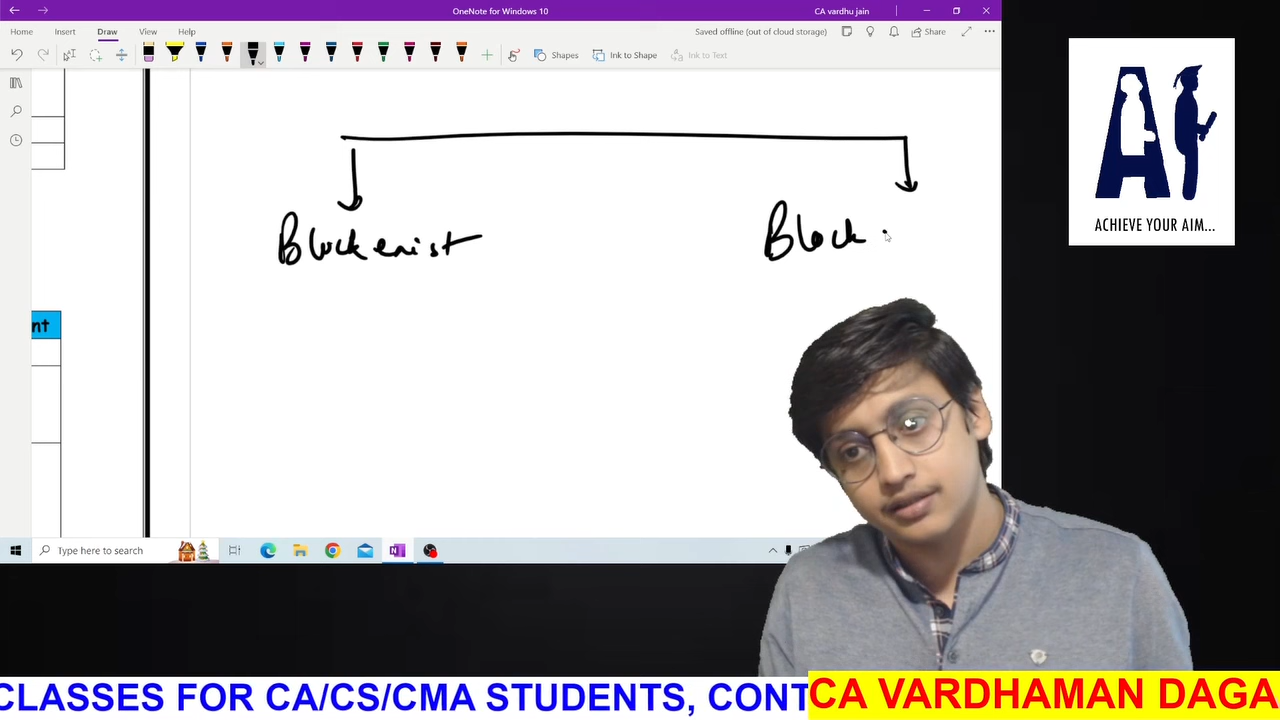 OneNote for Windows 10
CA vardhu jain
Home Insert Draw View Help
Saved offline (out of cloud storage)
Share
Shapes
Ink to Shape
Ink to Text
Block exist
Block
nt
ACHIEVE YOUR AIM...
Type here to search
CLASSES FOR CA/CS/CMA STUDENTS, CONT
CA VARDHAMAN DAGA